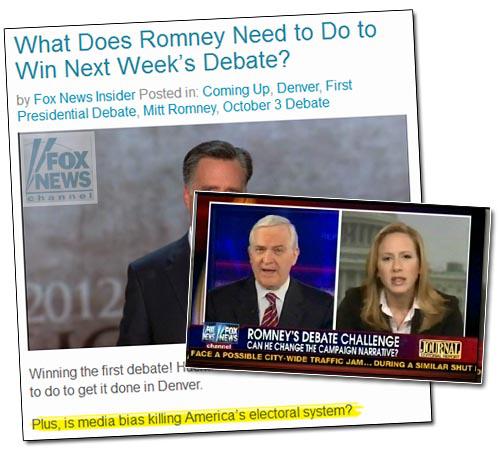 What Does Romney Need to Do to
Win Next Week's Debate?
by Fox News Insider Posted in: Coming Up, Denver, First
Presidential Debate, Mitt Romney, October 3 Debate
FOX
NEWS
channel
2012
Winning the first debate!
to do to get it done in Denver.
Plus, is media bias killing America's electoral system?
FOX
NEWS
channel
ROMNEY'S DEBATE CHALLENGE
CAN HE CHANGE THE CAMPAIGN NARRATIVE?
JOURNAL
FACE A POSSIBLE CITY-WIDE TRAFFIC JAM... DURING A SIMILAR SHUT